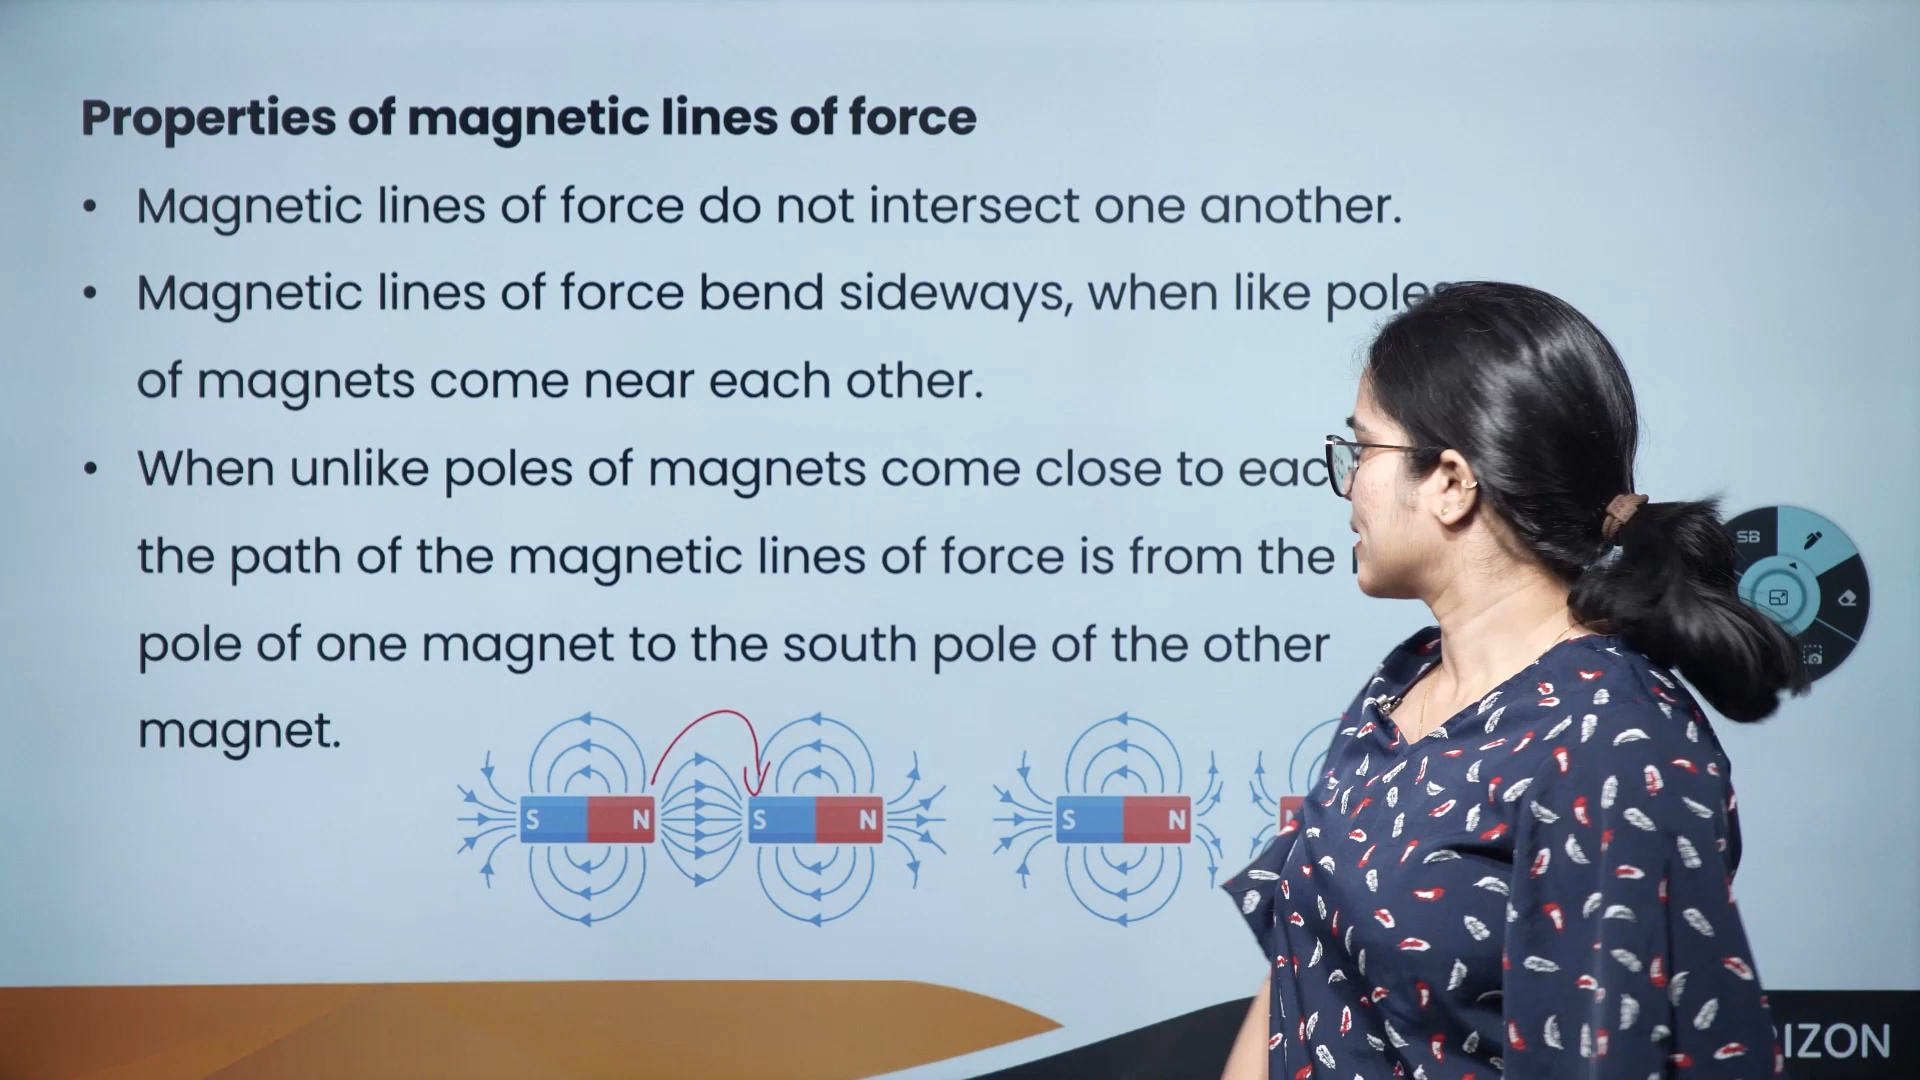 Properties of magnetic lines of force
• Magnetic lines of force do not intersect one another.
• Magnetic lines of force bend sideways, when like poles
of magnets come near each other.
• When unlike poles of magnets come close to
the path of the magnetic lines of force is from the
pole of one magnet to the south pole of the other
magnet.
S N S N S N
SB